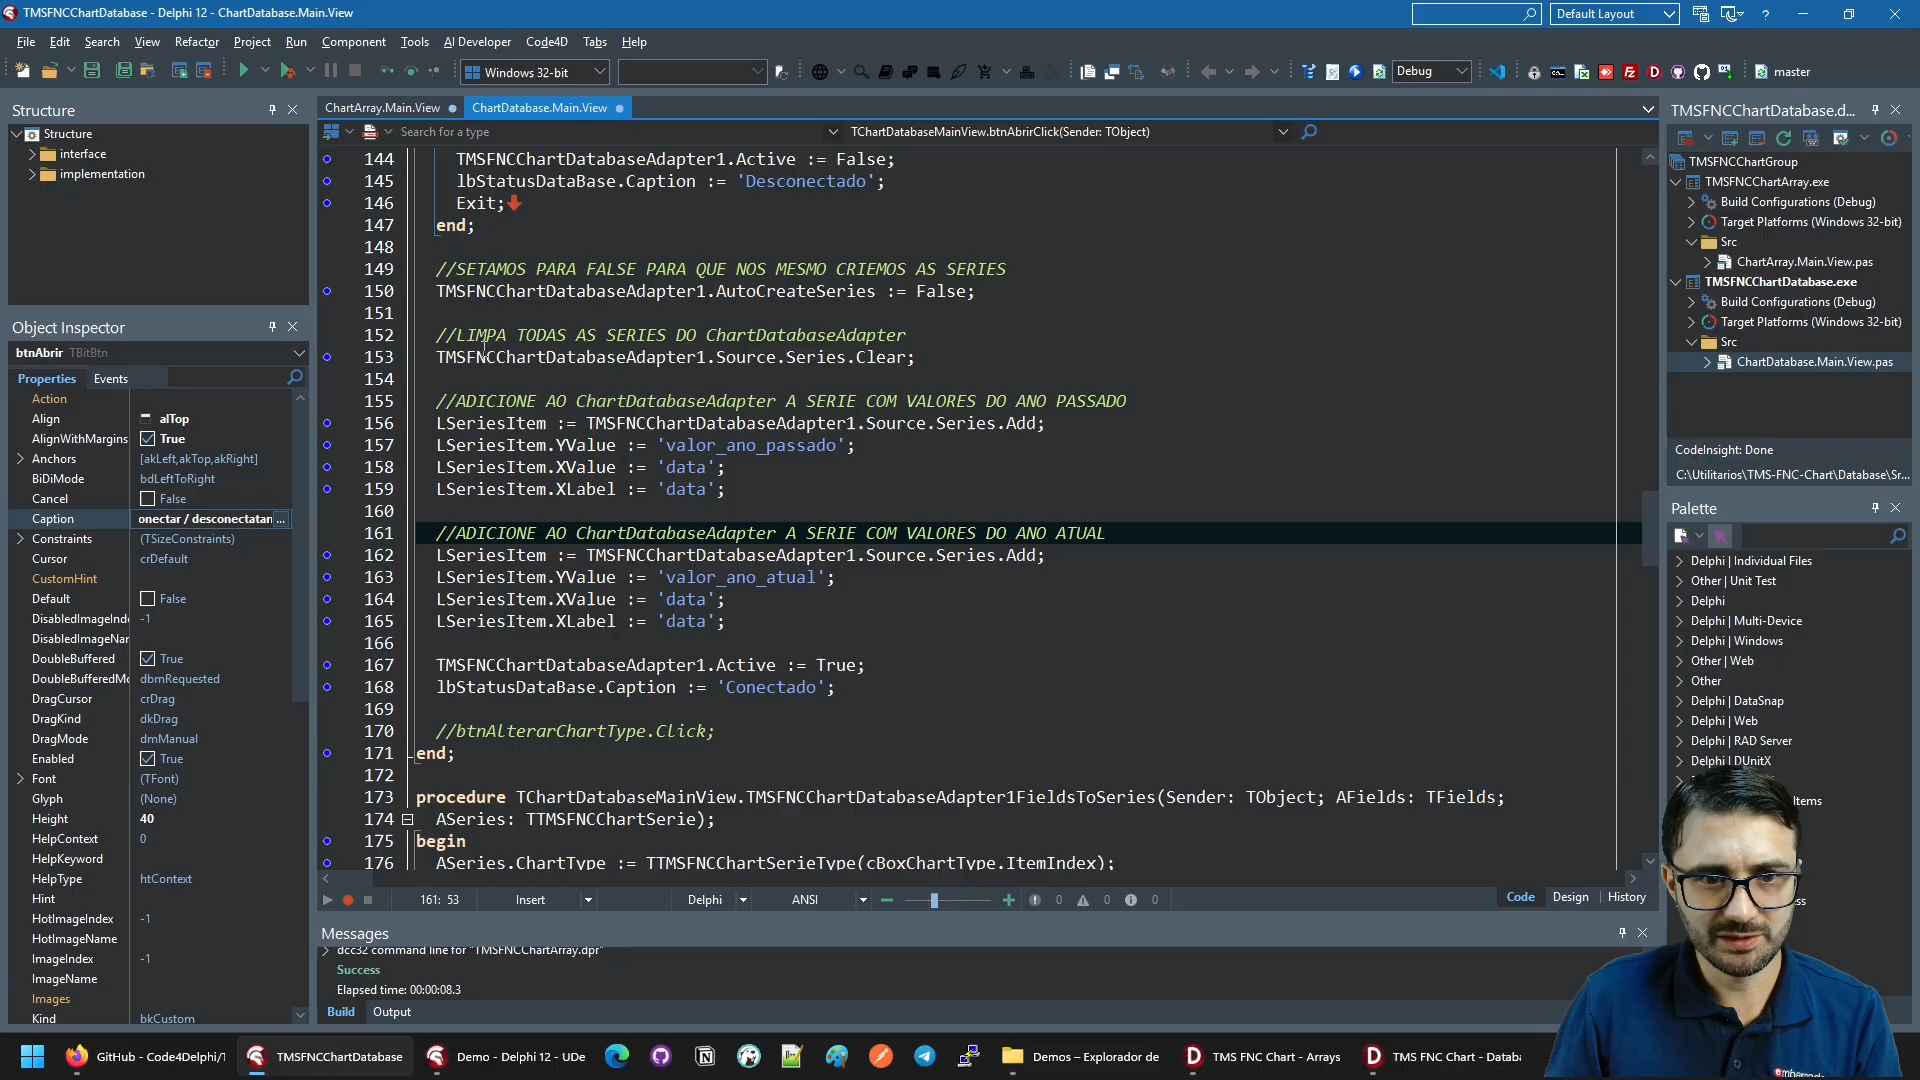 TMSFNCChartDatabase - Delphi 12 - ChartDatabase.Main.View
Default Layout
File Edit Search View Refactor Project Run Component Tools AI Developer Code4D Tabs Help
Windows 32-bit
Debug
master
Structure
Structure
interface
implementation
Object Inspector
btnAbrir TBitBtn
Properties Events
Action
Align alTop
AlignWithMargins True
Anchors [akLeft,akTop,akRight]
BiDiMode bdLeftToRight
Cancel False
Caption onectar / desconectatan ...
Constraints (TSizeConstraints)
Cursor crDefault
CustomHint
Default False
DisabledImageInd -1
DisabledImageNar
DoubleBuffered True
DoubleBufferedMo dbmRequested
DragCursor crDrag
DragKind dkDrag
DragMode dmManual
Enabled True
Font (TFont)
Glyph (None)
Height 40
HelpContext 0
HelpKeyword
HelpType htContext
Hint
HotImageIndex -1
HotImageName
ImageIndex -1
ImageName
Images
Kind bkCustom
ChartArray.Main.View ChartDatabase.Main.View
Search for a type TChartDatabaseMainView.btnAbrirClick(Sender: TObject)
144 TMSFNCChartDatabaseAdapter1.Active := False;
145 lbStatusDataBase.Caption := 'Desconectado';
146 Exit;
147 end;
148
149 //SETAMOS PARA FALSE PARA QUE NOS MESMO CRIEMOS AS SERIES
150 TMSFNCChartDatabaseAdapter1.AutoCreateSeries := False;
151
152 //LIMPA TODAS AS SERIES DO ChartDatabaseAdapter
153 TMSFNCChartDatabaseAdapter1.Source.Series.Clear;
154
155 //ADICIONE AO ChartDatabaseAdapter A SERIE COM VALORES DO ANO PASSADO
156 LSeriesItem := TMSFNCChartDatabaseAdapter1.Source.Series.Add;
157 LSeriesItem.YValue := 'valor_ano_passado';
158 LSeriesItem.XValue := 'data';
159 LSeriesItem.XLabel := 'data';
160
161 //ADICIONE AO ChartDatabaseAdapter A SERIE COM VALORES DO ANO ATUAL
162 LSeriesItem := TMSFNCChartDatabaseAdapter1.Source.Series.Add;
163 LSeriesItem.YValue := 'valor_ano_atual';
164 LSeriesItem.XValue := 'data';
165 LSeriesItem.XLabel := 'data';
166
167 TMSFNCChartDatabaseAdapter1.Active := True;
168 lbStatusDataBase.Caption := 'Conectado';
169
170 //btnAlterarChartType.Click;
171 end;
172
173 procedure TChartDatabaseMainView.TMSFNCChartDatabaseAdapter1FieldsToSeries(Sender: TObject; AFields: TFields;
174 ASeries: TTMSFNCChartSerie);
175 begin
176 ASeries.ChartType := TTMSFNCChartSerieType(cBoxChartType.ItemIndex);
161: 53 Insert Delphi ANSI 0 0 0 Code Design History
Messages
dcc32 command line for "TMSFNCChartArray.dpr"
Success
Elapsed time: 00:00:08.3
Build Output
TMSFNCChartDatabase.d...
TMSFNCChartGroup
TMSFNCChartArray.exe
Build Configurations (Debug)
Target Platforms (Windows 32-bit)
Src
ChartArray.Main.View.pas
TMSFNCChartDatabase.exe
Build Configurations (Debug)
Target Platforms (Windows 32-bit)
Src
ChartDatabase.Main.View.pas
CodeInsight: Done
C:\Utilitarios\TMS-FNC-Chart\Database\Sr...
Palette
Delphi | Individual Files
Other | Unit Test
Delphi
Delphi | Multi-Device
Delphi | Windows
Other | Web
Other
Delphi | DataSnap
Delphi | Web
Delphi | RAD Server
Delphi | DUnitX
Items
GitHub - Code4Delphi/T TMSFNCChartDatabase Demo - Delphi 12 - UDe Demos – Explorador de TMS FNC Chart - Arrays TMS FNC Chart - Databa